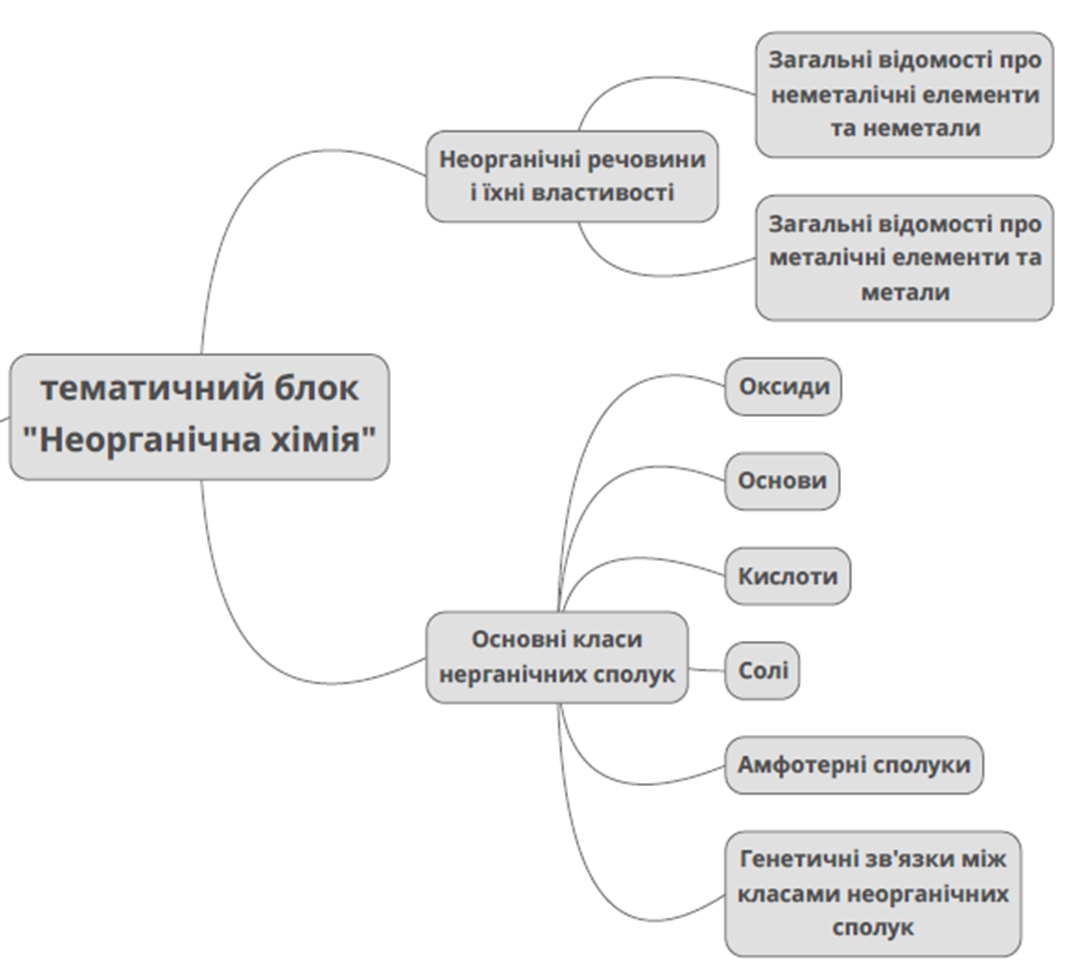 Загальні відомості про
неметалічні елементи
та неметали
Неорганічні речовини
і їхні властивості
Загальні відомості про
металічні елементи та
метали
тематичний блок
"Неорганічна хімія"
Оксиди
Основи
Кислоти
Основні класи
нерганічних сполук
Солі
Амфотерні сполуки
Генетичні зв'язки між
класами неорганічних
сполук